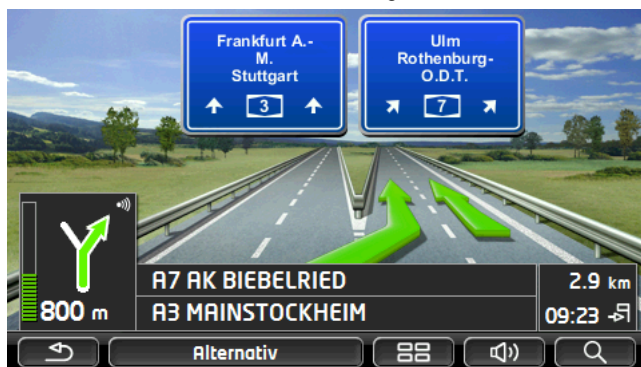 Frankfurt A.-
M.
Stuttgart
3
Ulm
Rothenburg-
O.D.T.
7
800 m
A7 AK BIEBELRIED
2.9 km
A3 MAINSTOCKHEIM
09:23
Alternativ